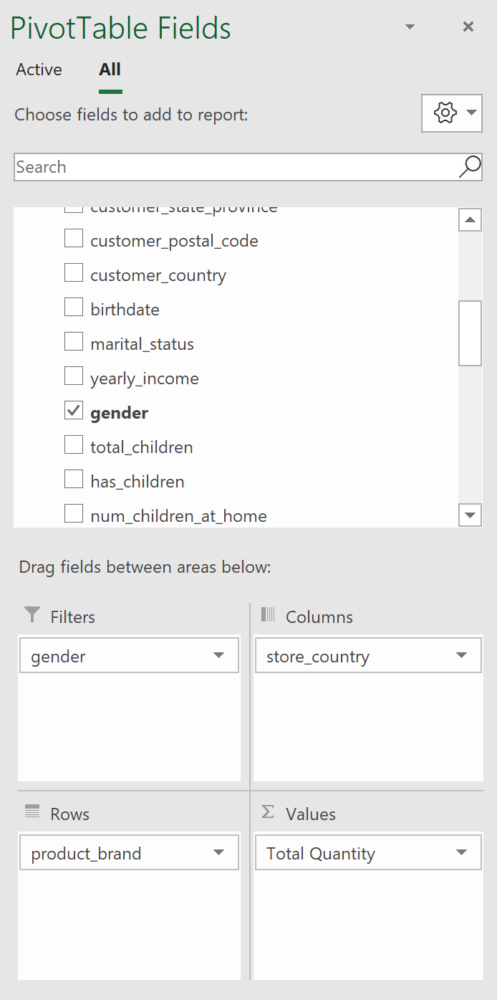 PivotTable Fields
Active All
Choose fields to add to report:
Search
customer_state_province
customer_postal_code
customer_country
birthdate
marital_status
yearly_income
gender
total_children
has_children
num_children_at_home
Drag fields between areas below:
Filters
gender
Columns
store_country
Rows
product_brand
Values
Total Quantity